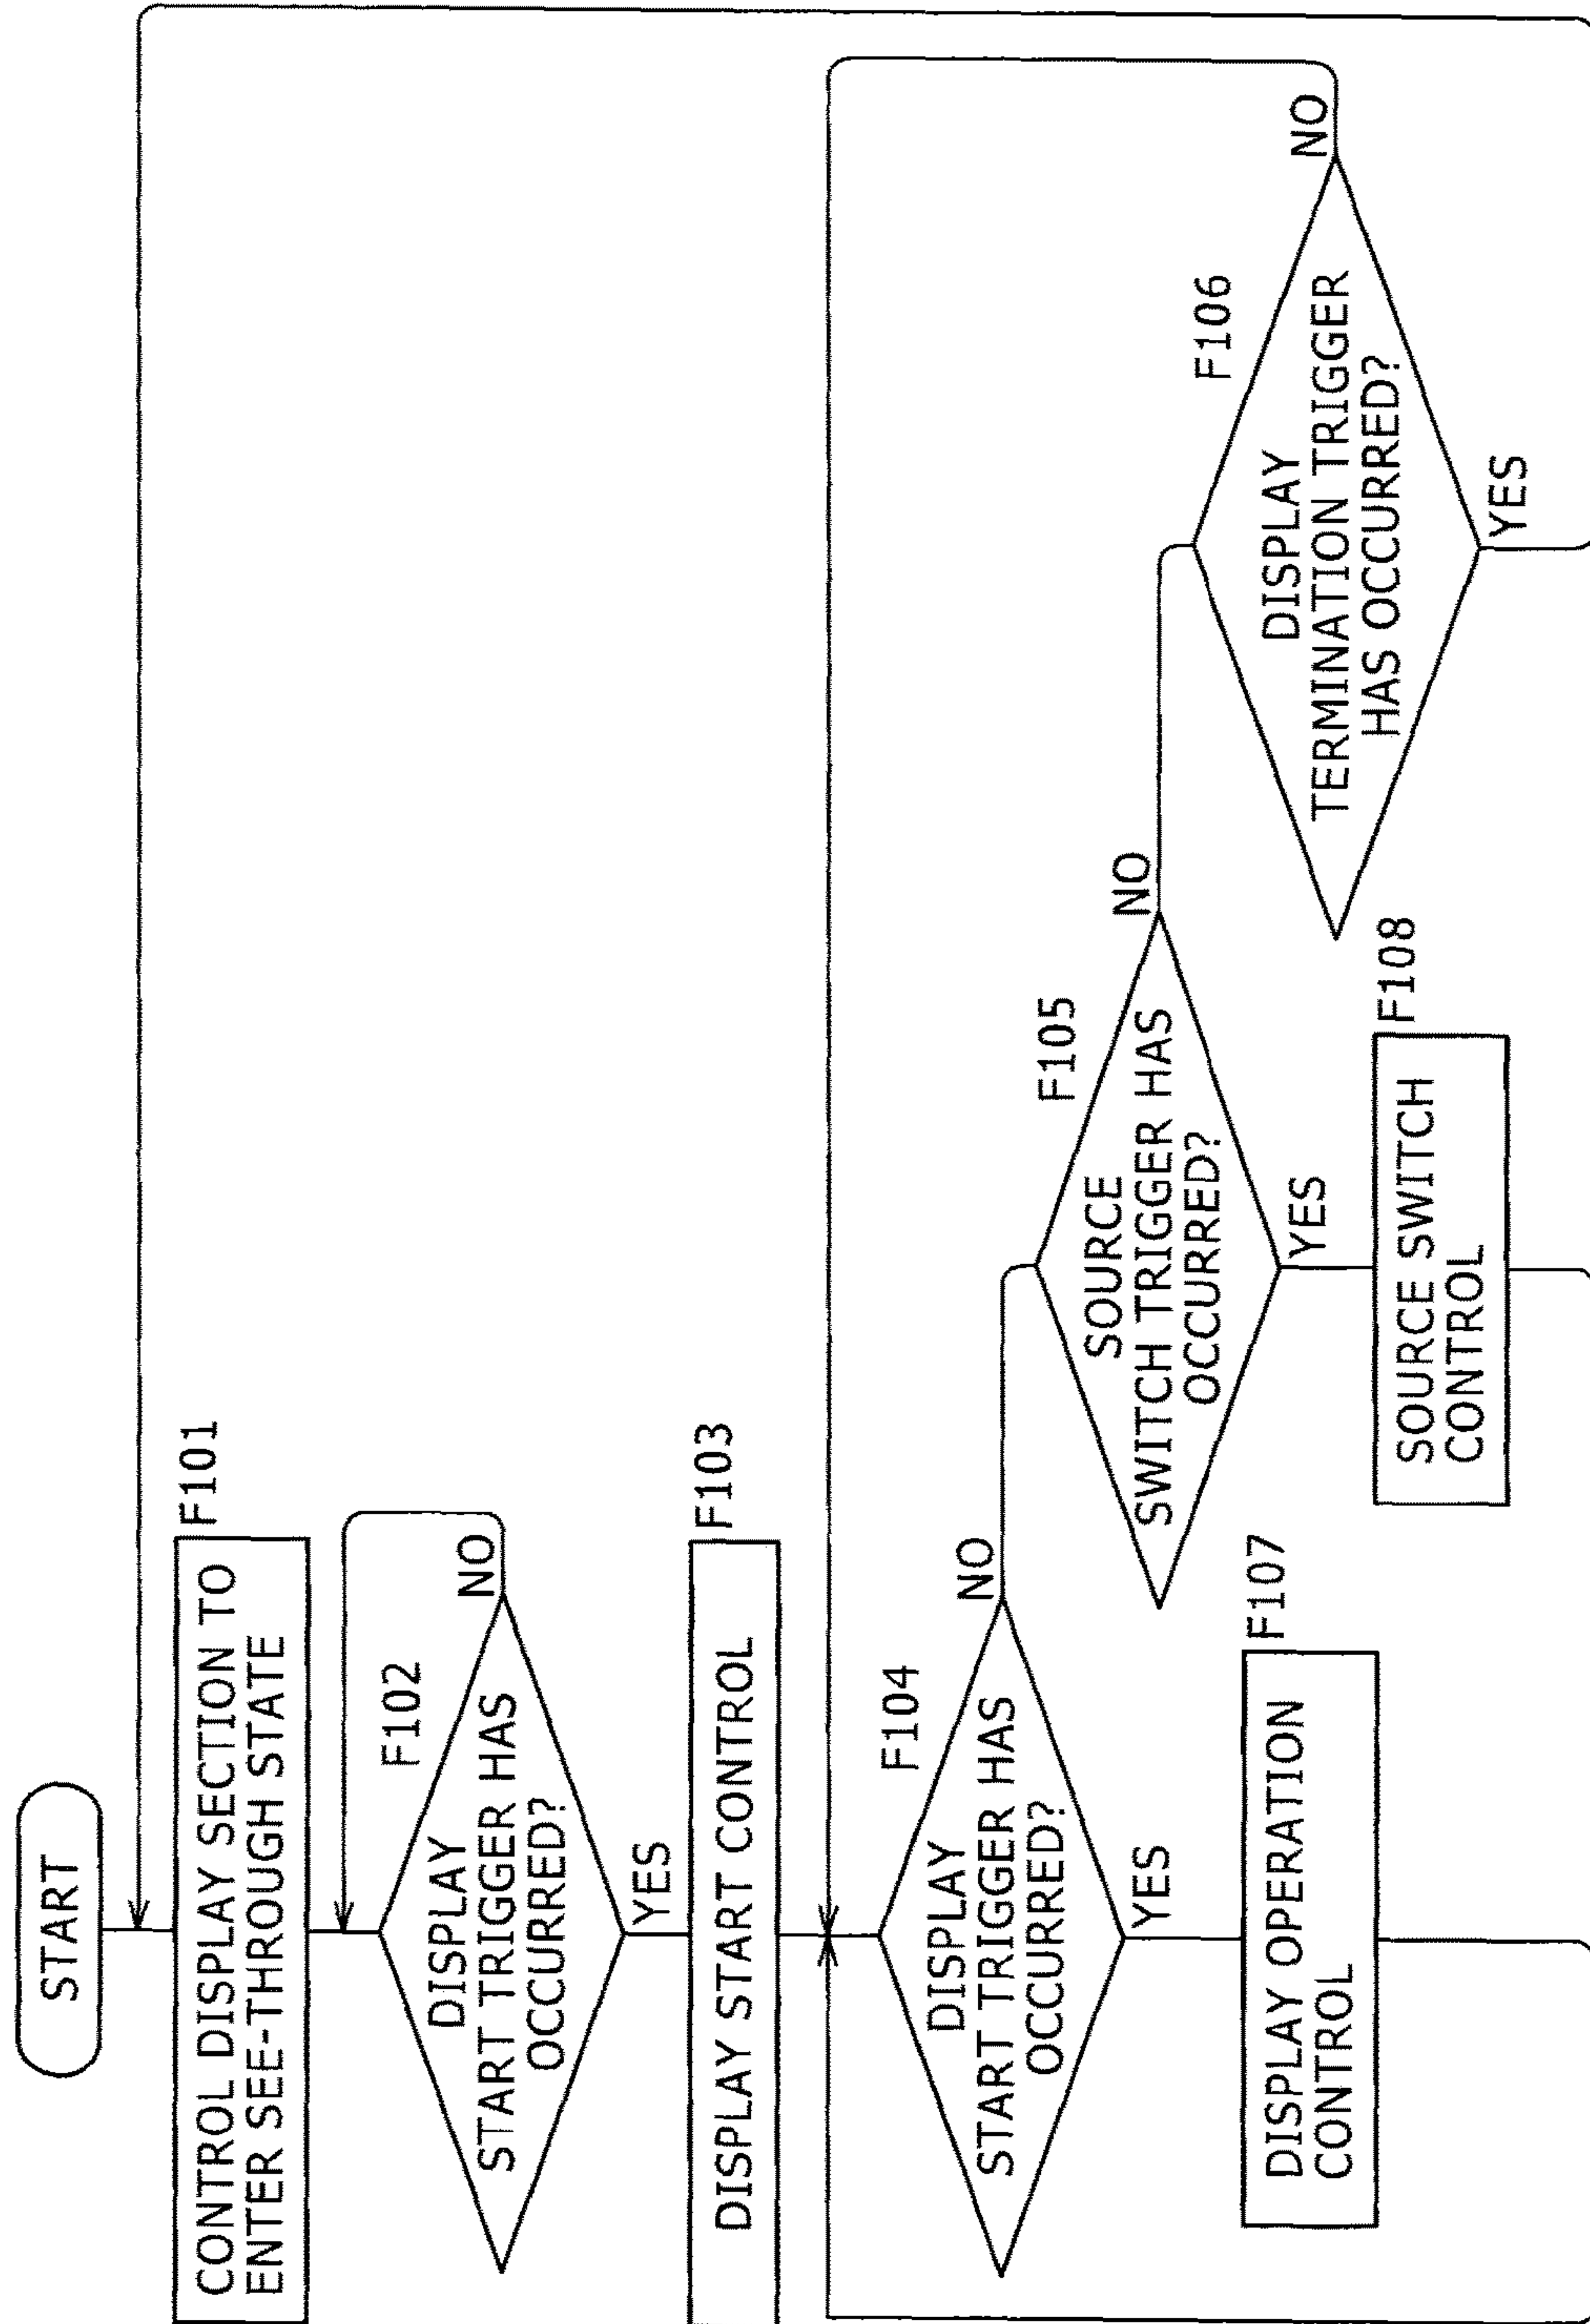 START
F101
CONTROL DISPLAY SECTION TO
ENTER SEE-THROUGH STATE
F102
DISPLAY
START TRIGGER HAS
OCCURRED?
NO
YES
F103
DISPLAY START CONTROL
F104
DISPLAY
START TRIGGER HAS
OCCURRED?
NO
YES
F105
SOURCE
SWITCH TRIGGER HAS
OCCURRED?
NO
YES
F106
DISPLAY
TERMINATION TRIGGER
HAS OCCURRED?
NO
YES
F107
DISPLAY OPERATION
CONTROL
F108
SOURCE SWITCH
CONTROL